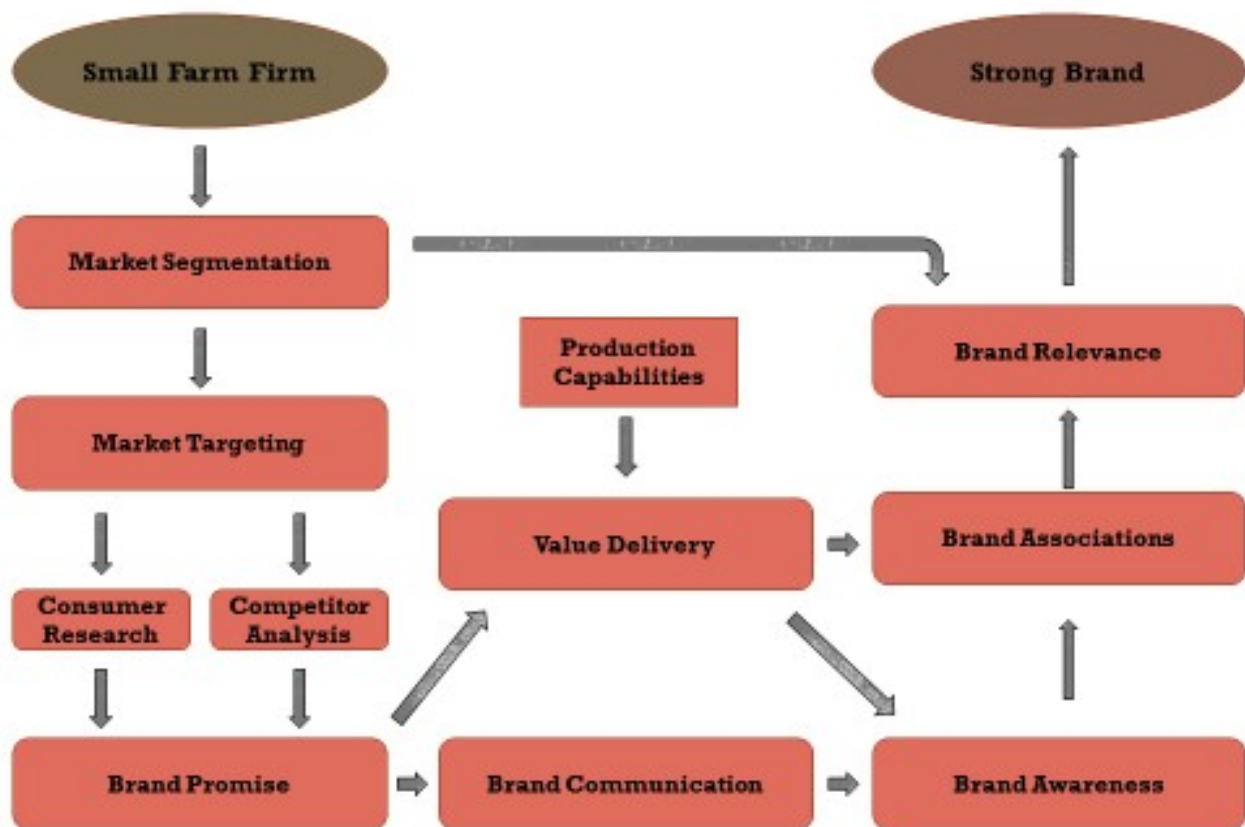 Small Farm Firm
Strong Brand
Market Segmentation
Production
Capabilities
Brand Relevance
Market Targeting
Value Delivery
Brand Associations
Consumer
Research
Competitor
Analysis
Brand Promise
Brand Communication
Brand Awareness